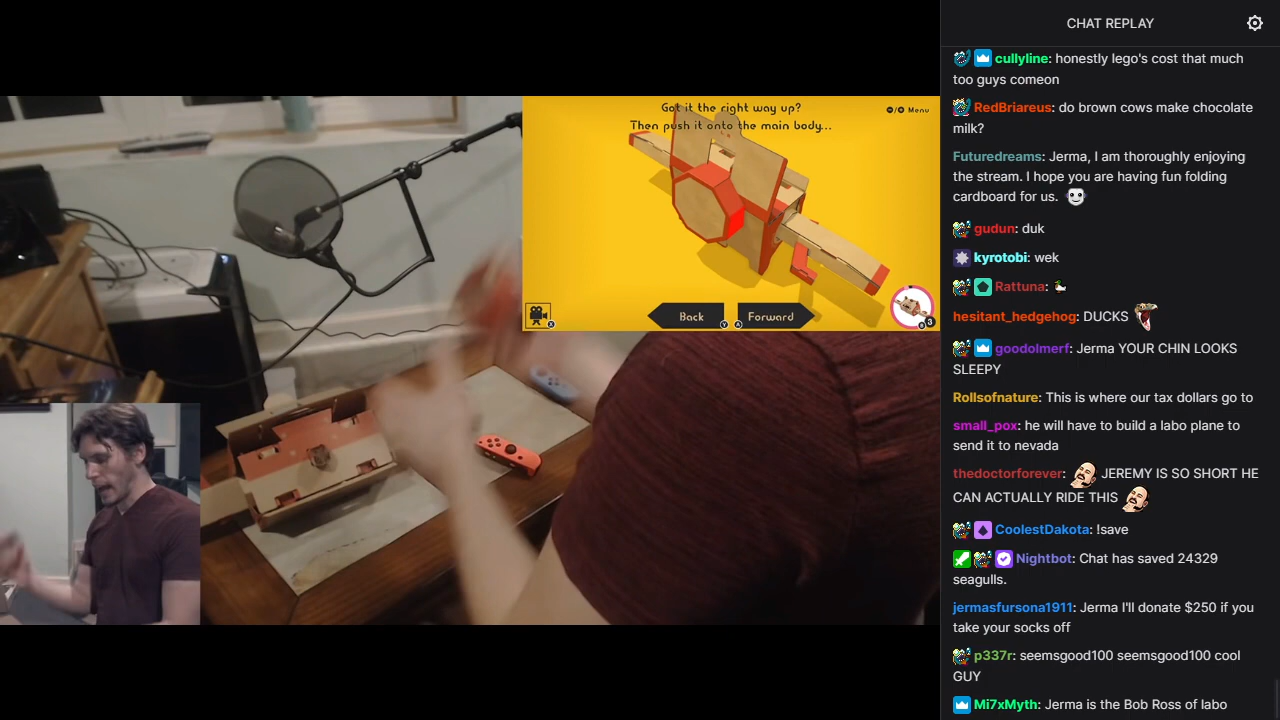 Got it the right way up?
Then push it onto the main body...
-/+ Menu
Back
Y
A
Forward
X
B
3
CHAT REPLAY
cullyline: honestly lego's cost that much
too guys comeon
RedBriareus: do brown cows make chocolate
milk?
Futuredreams: Jerma, I am thoroughly enjoying
the stream. I hope you are having fun folding
cardboard for us.
gudun: duk
kyrotobi: wek
Rattuna:
hesitant_hedgehog: DUCKS
goodolmerf: Jerma YOUR CHIN LOOKS
SLEEPY
Rollsofnature: This is where our tax dollars go to
small_pox: he will have to build a labo plane to
send it to nevada
thedoctorforever: JEREMY IS SO SHORT HE
CAN ACTUALLY RIDE THIS
CoolestDakota: !save
Nightbot: Chat has saved 24329
seagulls.
jermasfursona1911: Jerma I'll donate $250 if you
take your socks off
p337r: seemsgood100 seemsgood100 cool
GUY
Mi7xMyth: Jerma is the Bob Ross of labo